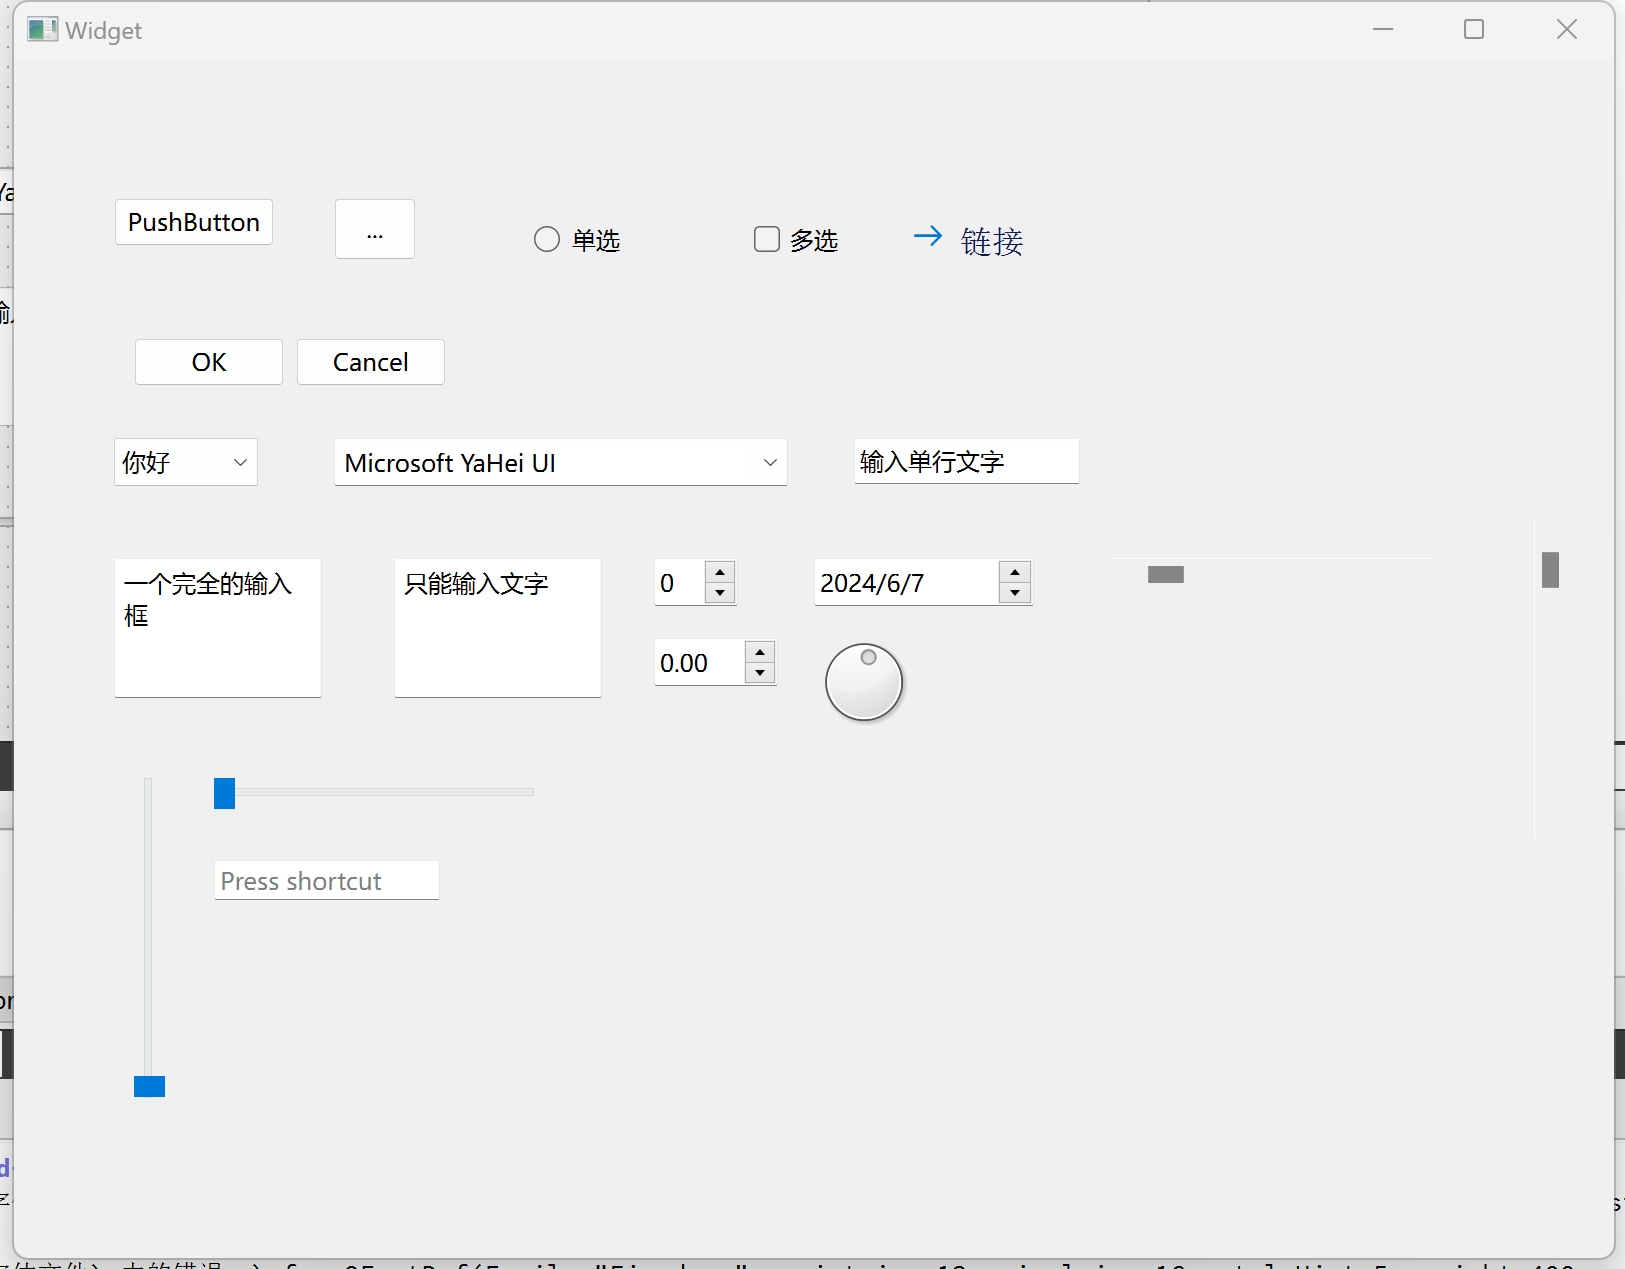 Widget
PushButton
...
单选
多选
链接
OK
Cancel
你好
Microsoft YaHei UI
输入单行文字
一个完全的输入
框
只能输入文字
0
2024/6/7
0.00
Press shortcut